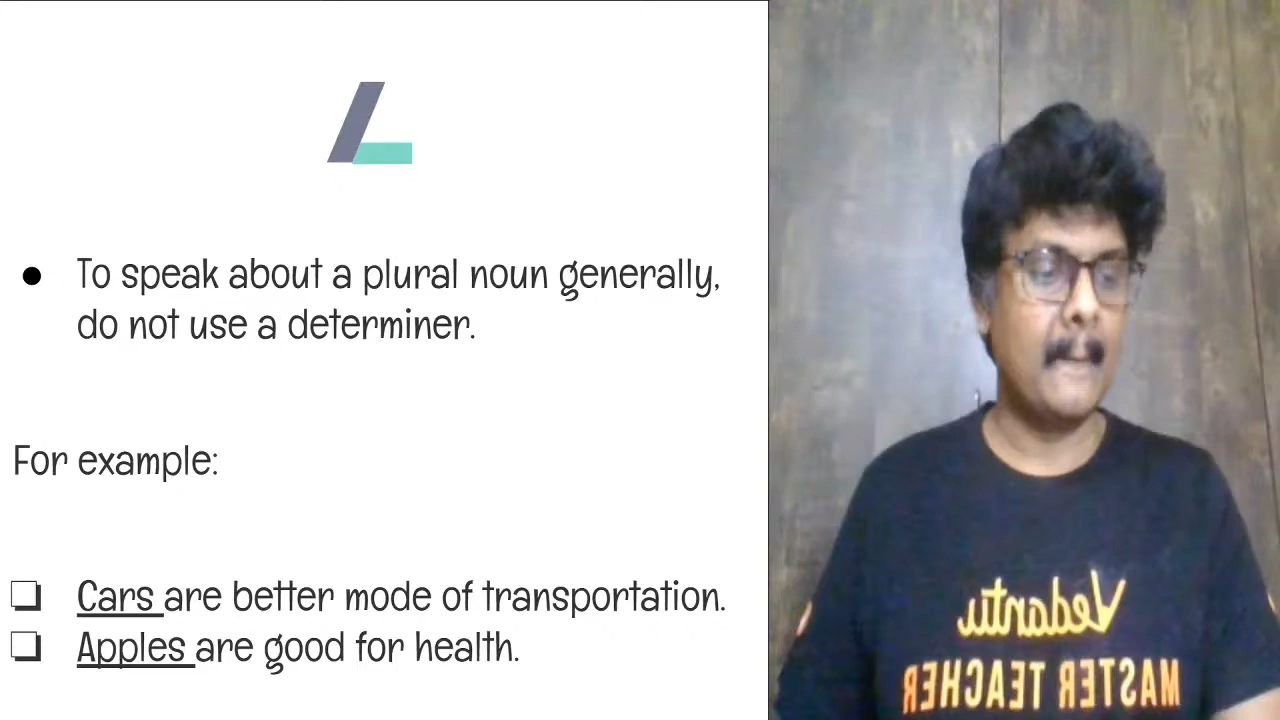 ● To speak about a plural noun generally,
do not use a determiner.
For example:
❏ Cars are better mode of transportation.
❏ Apples are good for health.
Vedantu
MASTER TEACHER